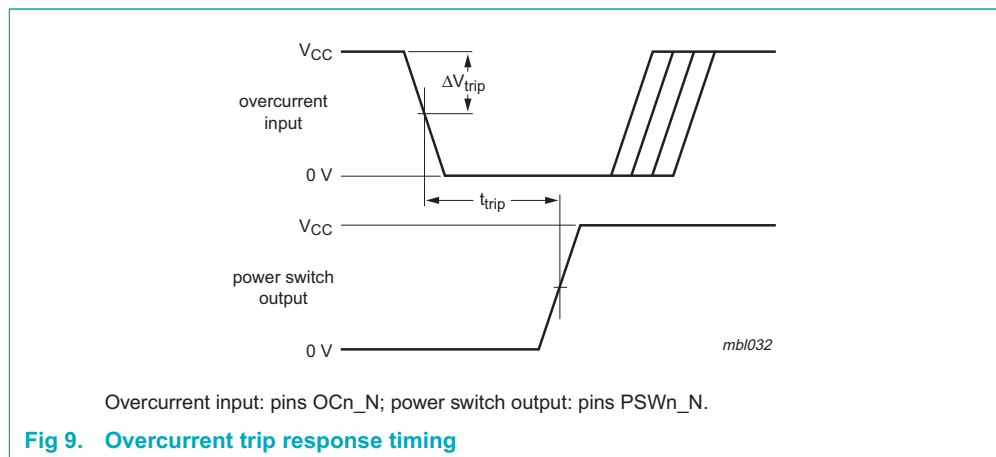 VCC
ΔVtrip
overcurrent
input
0 V
ttrip
VCC
power switch
output
0 V
mbl032
Overcurrent input: pins OCn_N; power switch output: pins PSWn_N.
Fig 9. Overcurrent trip response timing